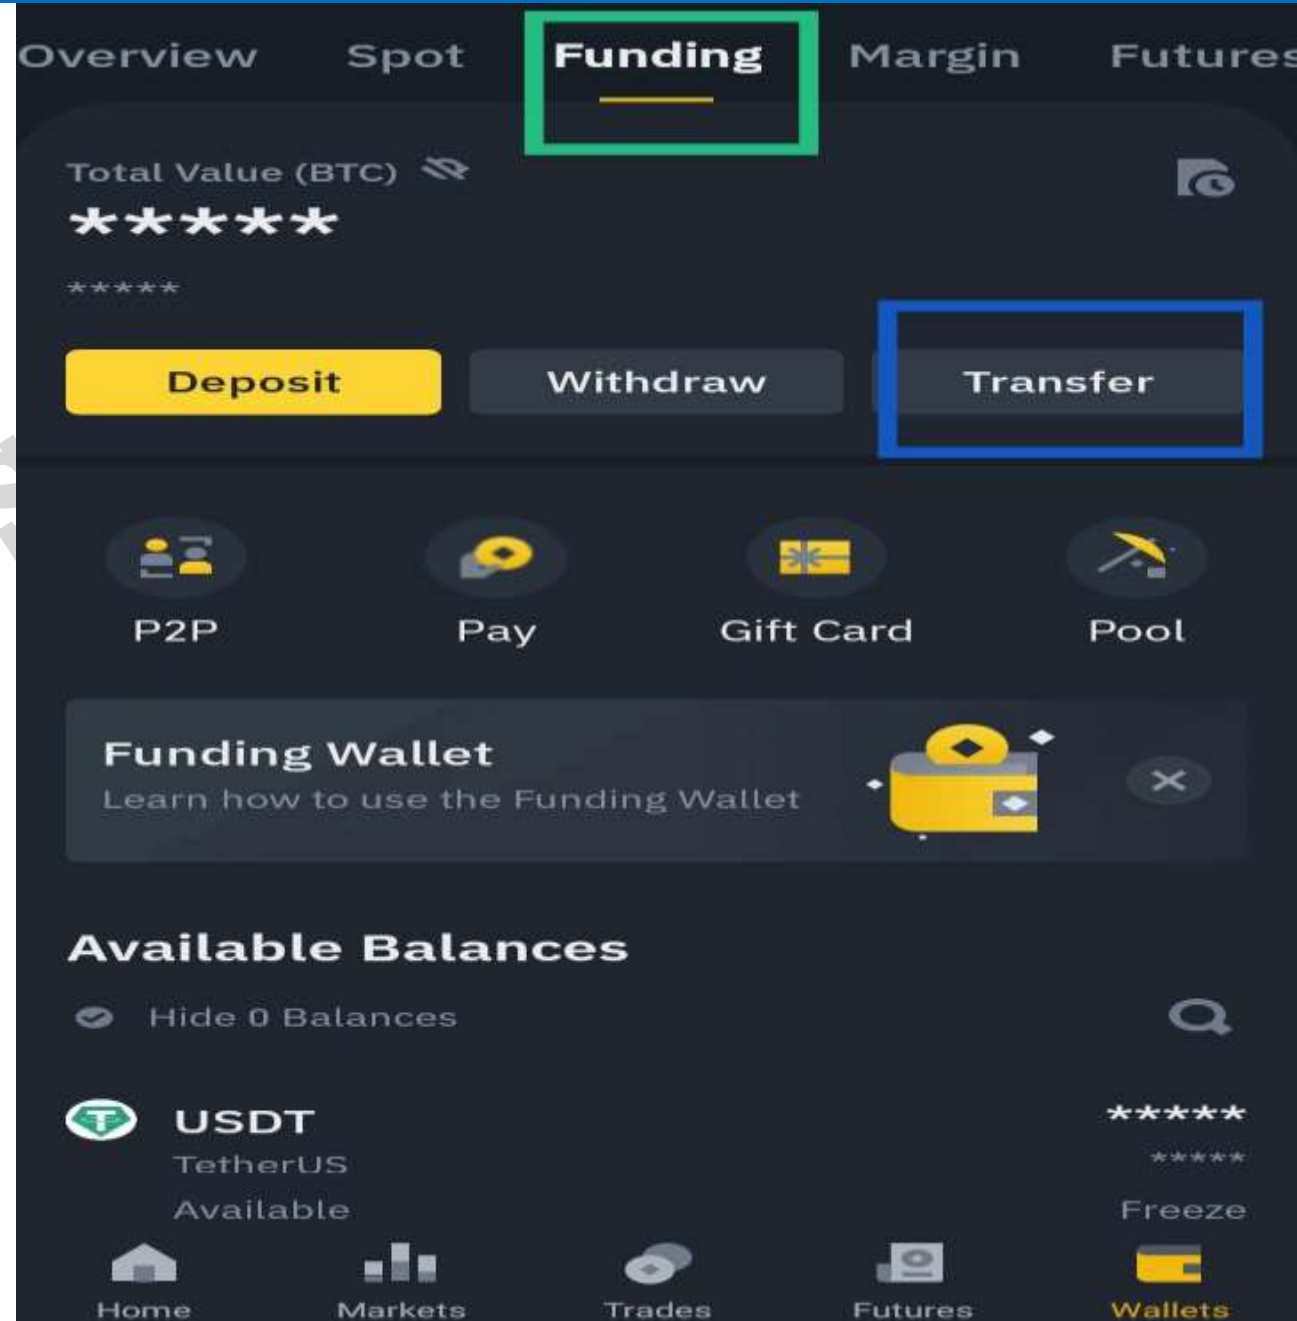 Overview Spot Funding Margin Futures
Total Value (BTC)
*****
*****
Deposit Withdraw Transfer
P2P Pay Gift Card Pool
Funding Wallet
Learn how to use the Funding Wallet
Available Balances
Hide 0 Balances
USDT *****
TetherUS *****
Available Freeze
Home Markets Trades Futures Wallets